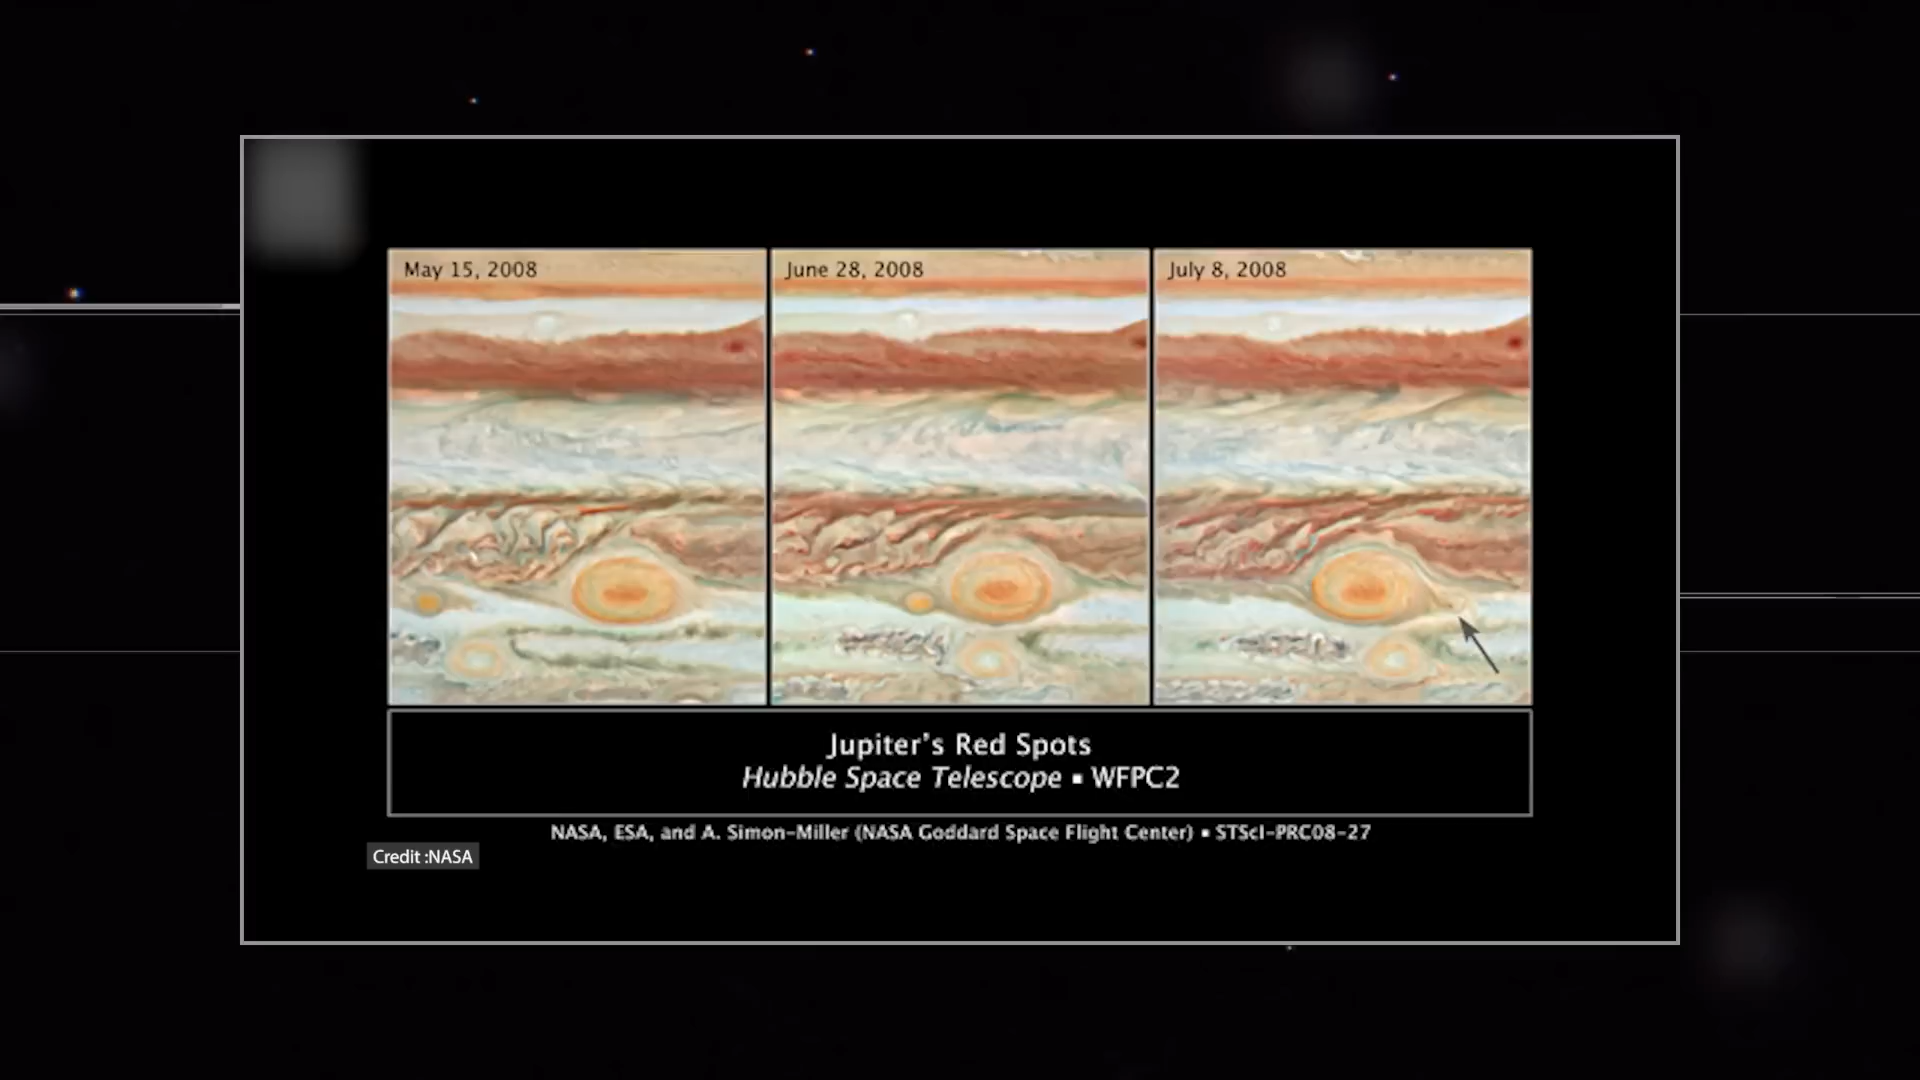 May 15, 2008
June 28, 2008
July 8, 2008
Jupiter's Red Spots
Hubble Space Telescope ▪ WFPC2
NASA, ESA, and A. Simon-Miller (NASA Goddard Space Flight Center) ▪ STScI-PRC08-27
Credit :NASA